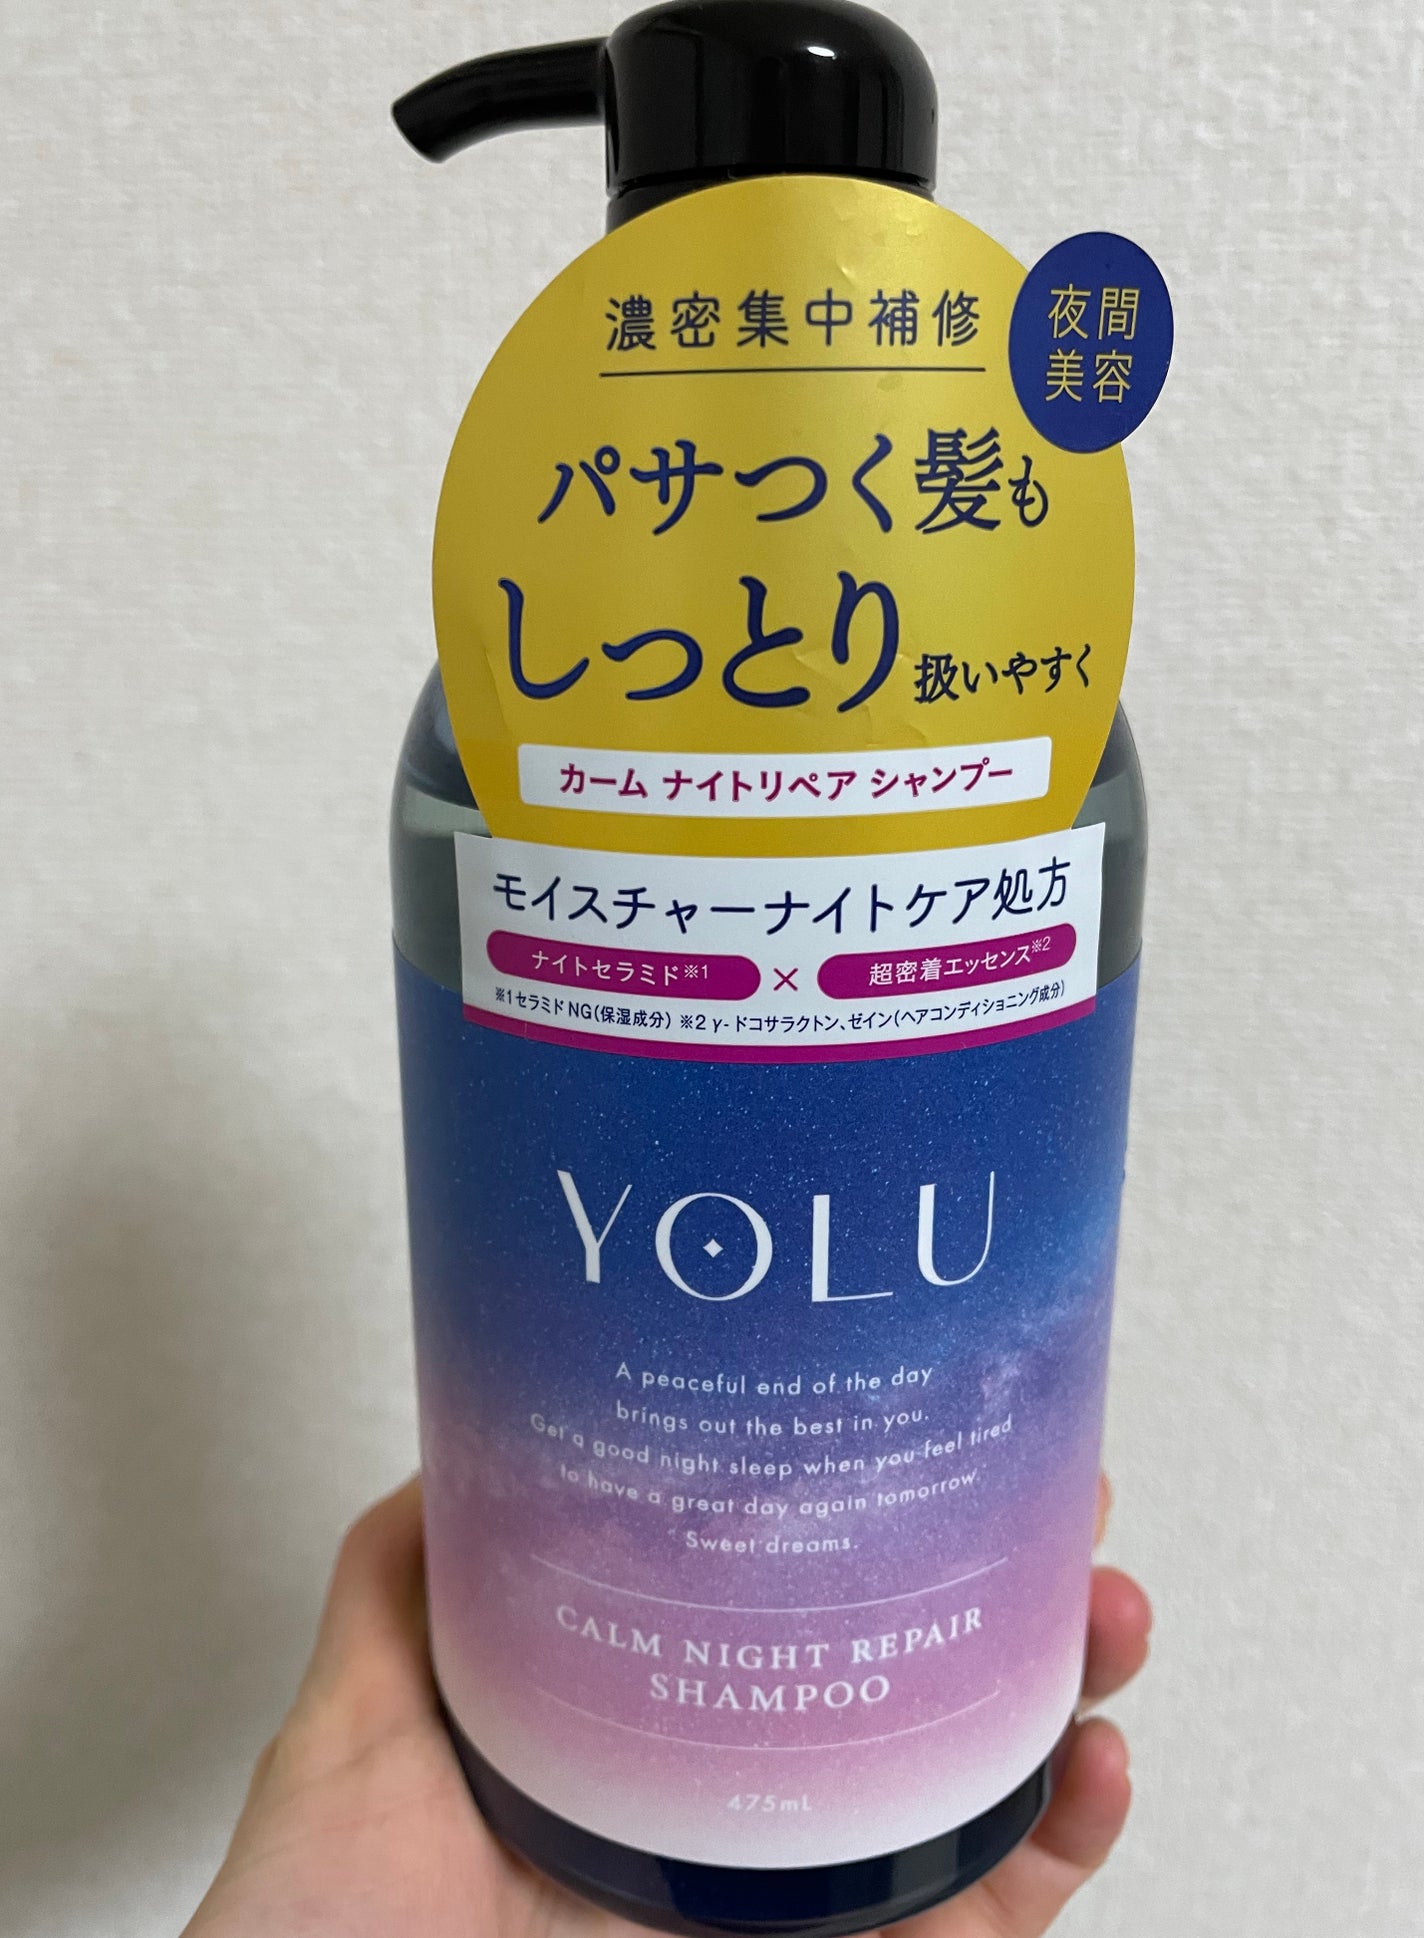 濃密集中補修
夜間
美容
パサつく髪も
しっとり扱いやすく
カーム ナイトリペア シャンプー
モイスチャーナイトケア処方
ナイトセラミド※1 × 超密着エッセンス※2
※1 セラミドNG(保湿成分) ※2 γ-ドコサラクトン、ゼイン(ヘアコンディショニング成分)
YOLU
A peaceful end of the day
brings out the best in you.
Get a good night sleep when you feel tired
to have a great day again tomorrow.
Sweet dreams.
CALM NIGHT REPAIR
SHAMPOO
475mL